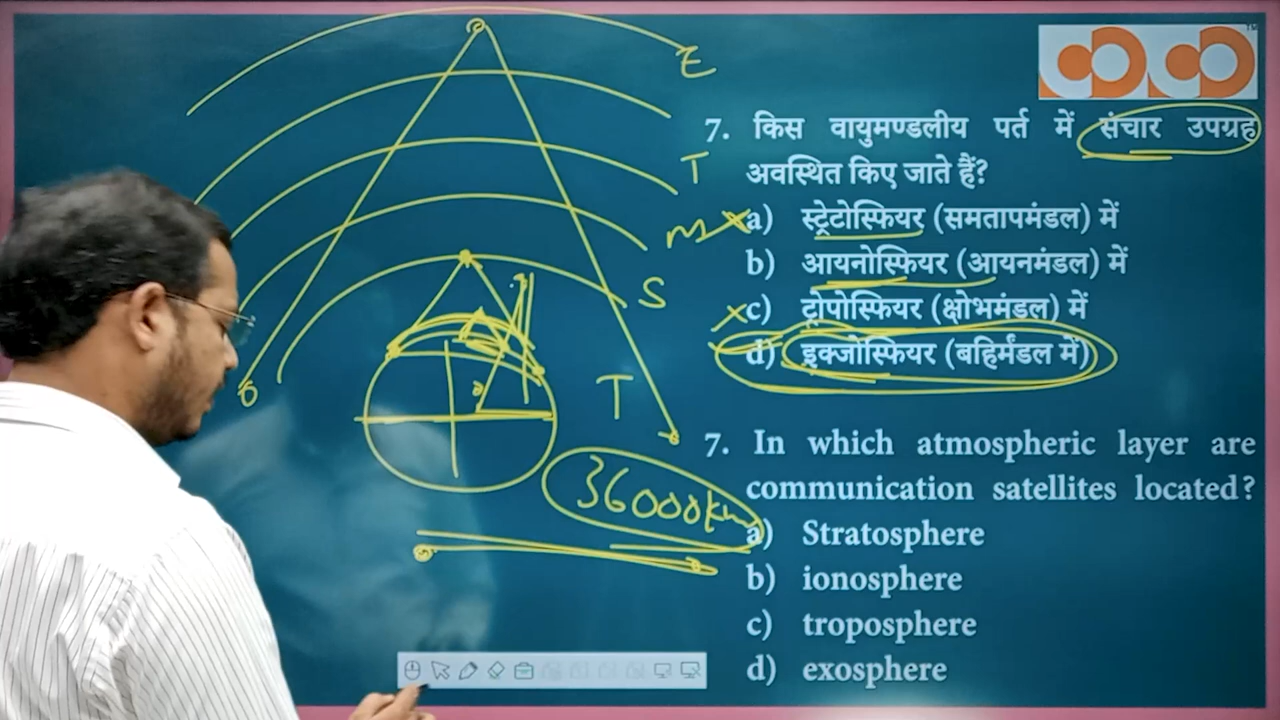 7. किस वायुमण्डलीय पर्त में संचार उपग्रह
अवस्थित किए जाते हैं?
a) स्ट्रेटोस्फियर (समतापमंडल) में
b) आयनोस्फियर (आयनमंडल) में
c) ट्रोपोस्फियर (क्षोभमंडल) में
d) इक्जोस्फियर (बहिर्मंडल में)
7. In which atmospheric layer are
communication satellites located?
a) Stratosphere
b) ionosphere
c) troposphere
d) exosphere
E
T
m
S
T
36000km
TM